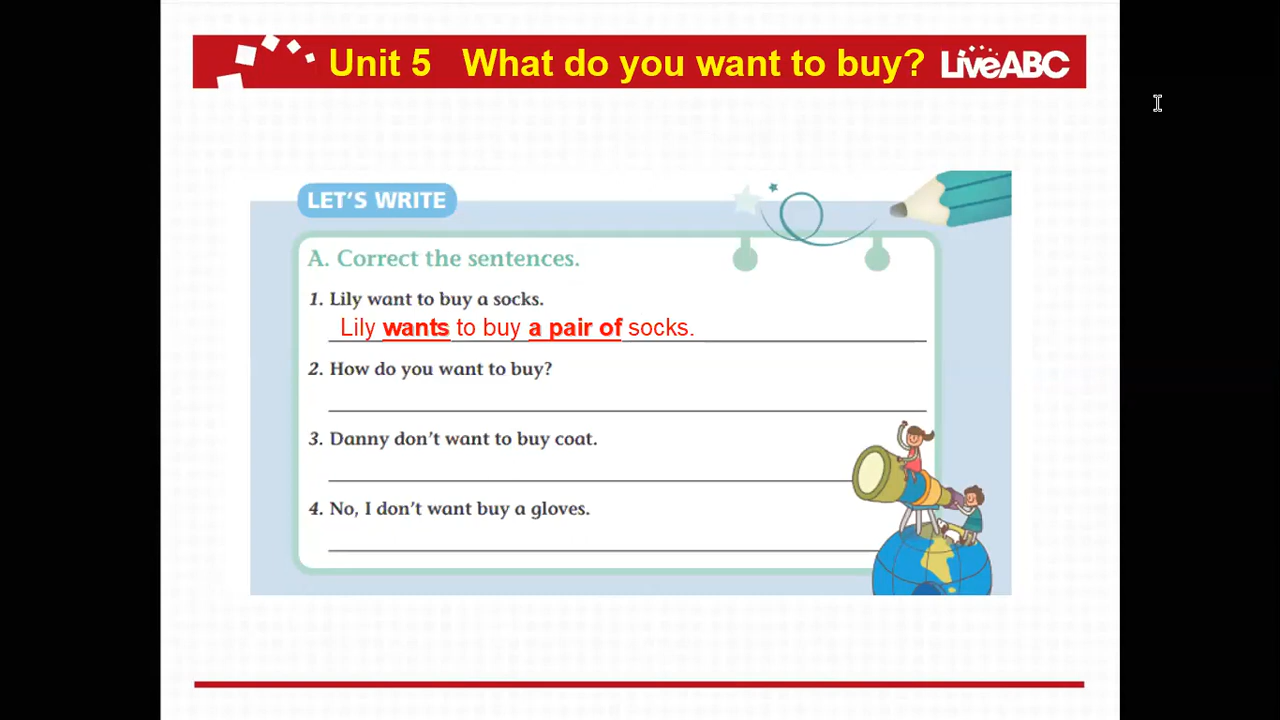 Unit 5 What do you want to buy? LiveABC
LET'S WRITE
A. Correct the sentences.
1. Lily want to buy a socks.
Lily wants to buy a pair of socks.
2. How do you want to buy?
3. Danny don't want to buy coat.
4. No, I don't want buy a gloves.